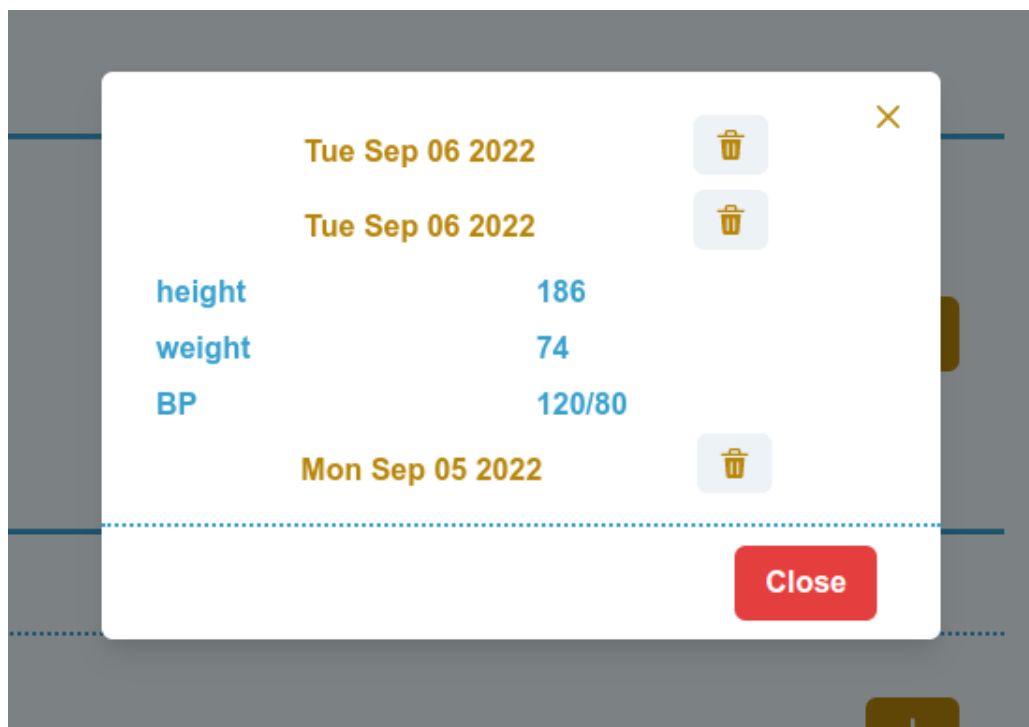 Tue Sep 06 2022
Tue Sep 06 2022
height 186
weight 74
BP 120/80
Mon Sep 05 2022
Close